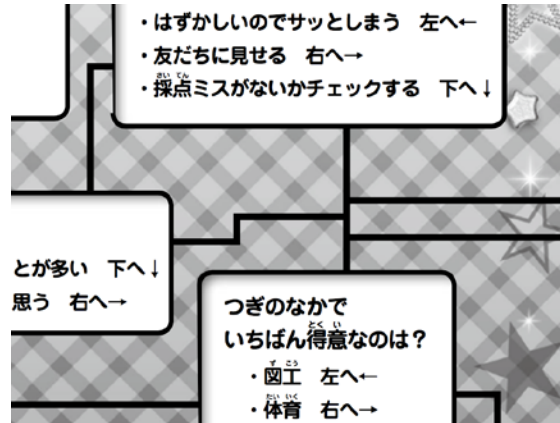 ・はずかしいのでサッとしまう　左へ←
・友だちに見せる　右へ→
・採点ミスがないかチェックする　下へ↓
とが多い　下へ↓
思う　右へ→
つぎのなかで
いちばん得意なのは？
・図工　左へ←
・体育　右へ→